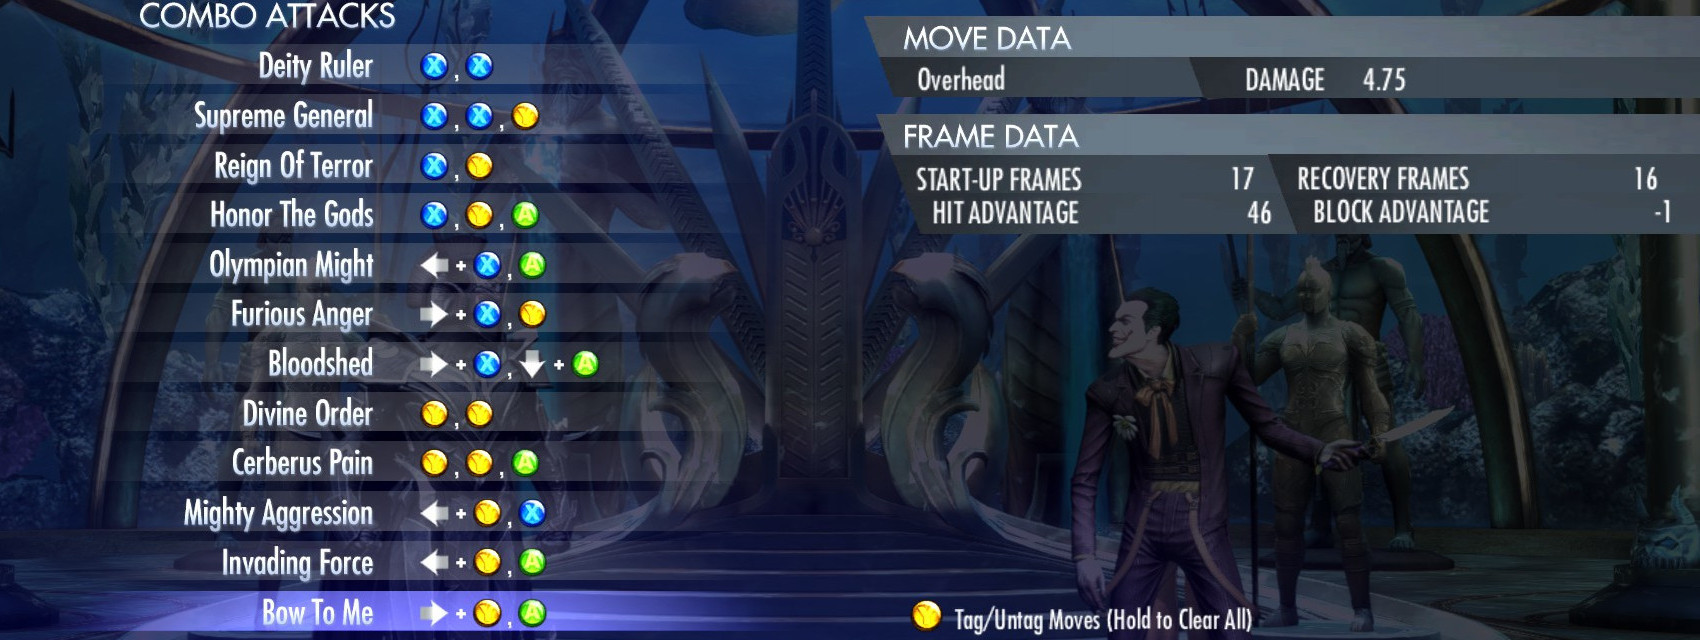 COMBO ATTACKS
Deity Ruler X , X
Supreme General X , X , Y
Reign Of Terror X , Y
Honor The Gods X , Y , A
Olympian Might ← + X , A
Furious Anger → + X , Y
Bloodshed → + X , ↓ + A
Divine Order Y , Y
Cerberus Pain Y , Y , A
Mighty Aggression ← + Y , X
Invading Force ← + Y , A
Bow To Me → + Y , A
MOVE DATA
Overhead DAMAGE 4.75
FRAME DATA
START-UP FRAMES 17 RECOVERY FRAMES 16
HIT ADVANTAGE 46 BLOCK ADVANTAGE -1
Y Tag/Untag Moves (Hold to Clear All)